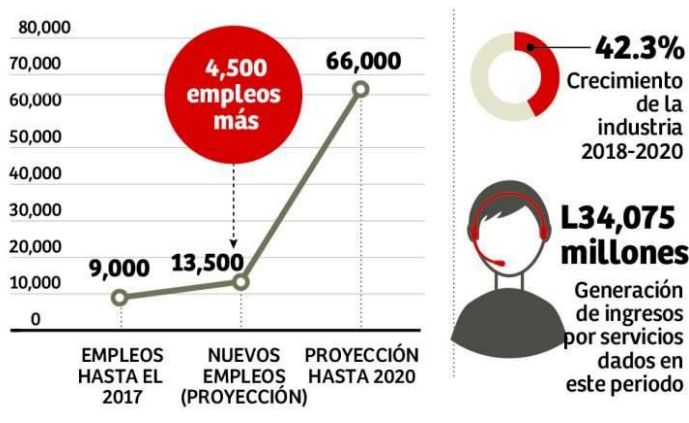 80,000
70,000
60,000
50,000
40,000
30,000
20,000
10,000
0
4,500
empleos
más
66,000
9,000
13,500
EMPLEOS
HASTA EL
2017
NUEVOS
EMPLEOS
(PROYECCIÓN)
PROYECCIÓN
HASTA 2020
42.3%
Crecimiento
de la
industria
2018-2020
L34,075
millones
Generación
de ingresos
por servicios
dados en
este periodo